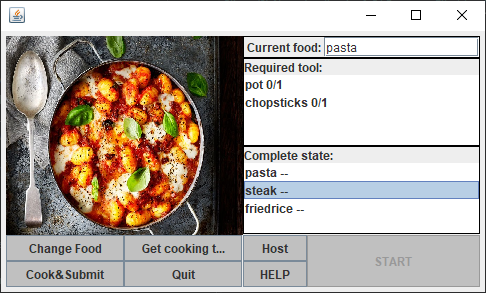 Current food: pasta
Required tool:
pot 0/1
chopsticks 0/1
Complete state:
pasta --
steak --
friedrice --
Change Food
Get cooking t...
Host
START
Cook&Submit
Quit
HELP